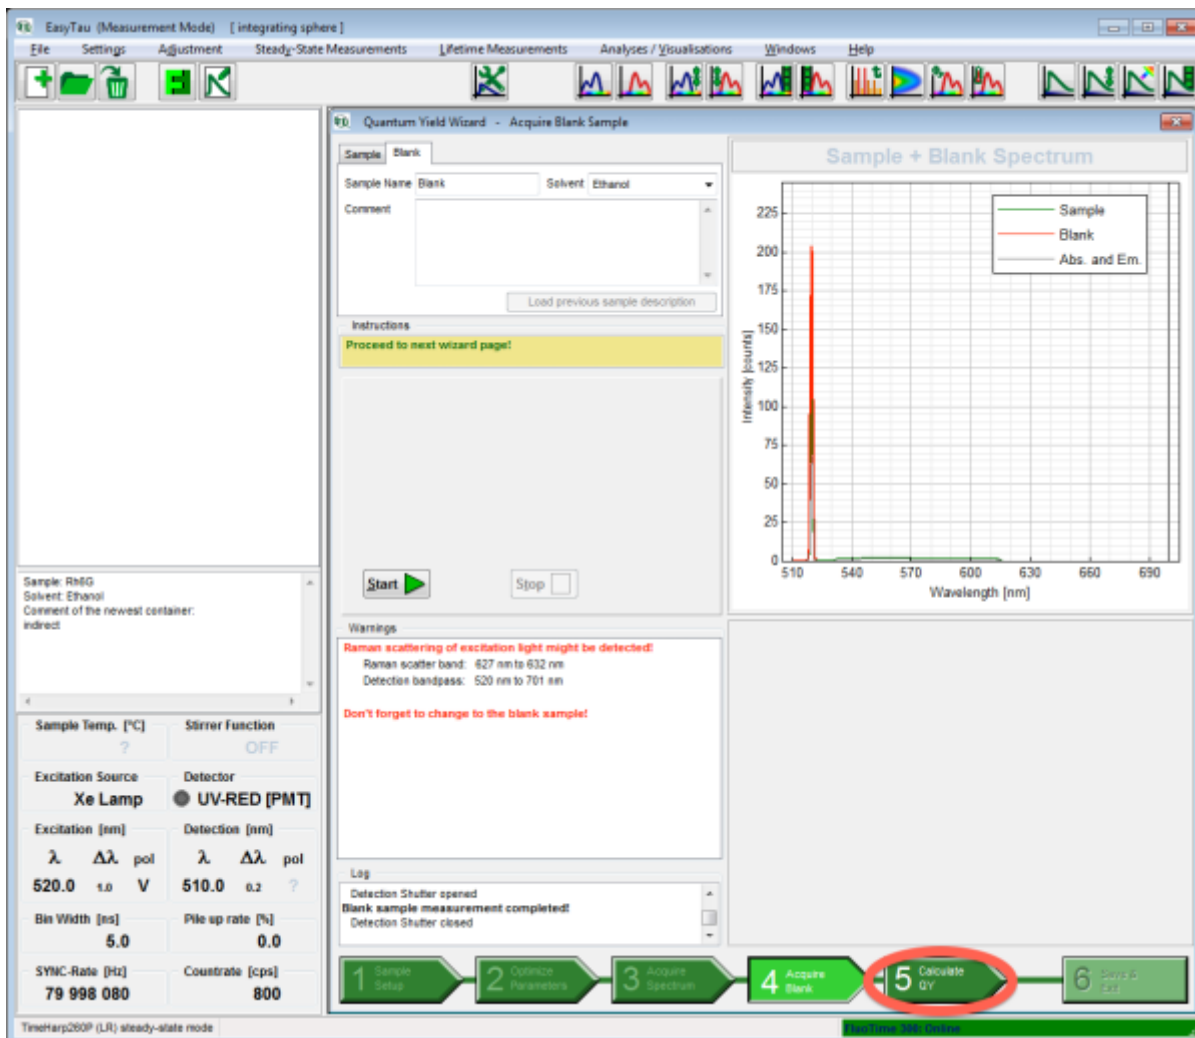 EasyTau (Measurement Mode) [ integrating sphere ]
File Settings Adjustment Steady-State Measurements Lifetime Measurements Analyses / Visualisations Windows Help
Quantum Yield Wizard - Acquire Blank Sample
Sample Blank
Sample Name Blank Solvent Ethanol
Comment
Load previous sample description
Instructions
Proceed to next wizard page!
Start Stop
Warnings
Raman scattering of excitation light might be detected!
Raman scatter band: 627 nm to 632 nm
Detection bandpass: 520 nm to 701 nm
Don't forget to change to the blank sample!
Log
Detection Shutter opened
Blank sample measurement completed!
Detection Shutter closed
Sample + Blank Spectrum
Sample
Blank
Abs. and Em.
Intensity [counts]
225
200
175
150
125
100
75
50
25
0
510 540 570 600 630 660 690
Wavelength [nm]
Sample: Rh6G
Solvent: Ethanol
Comment of the newest container:
indirect
Sample Temp. [°C] Stirrer Function
? OFF
Excitation Source Detector
Xe Lamp UV-RED [PMT]
Excitation [nm] Detection [nm]
λ Δλ pol λ Δλ pol
520.0 1.0 V 510.0 0.2 ?
Bin Width [ns] Pile up rate [%]
5.0 0.0
SYNC-Rate [Hz] Countrate [cps]
79 998 080 800
1 Sample Setup
2 Optimize Parameters
3 Acquire Spectrum
4 Acquire Blank
5 Calculate QY
6 Save & Exit
TimeHarp260P (LR) steady-state mode
FluoTime 300: Online